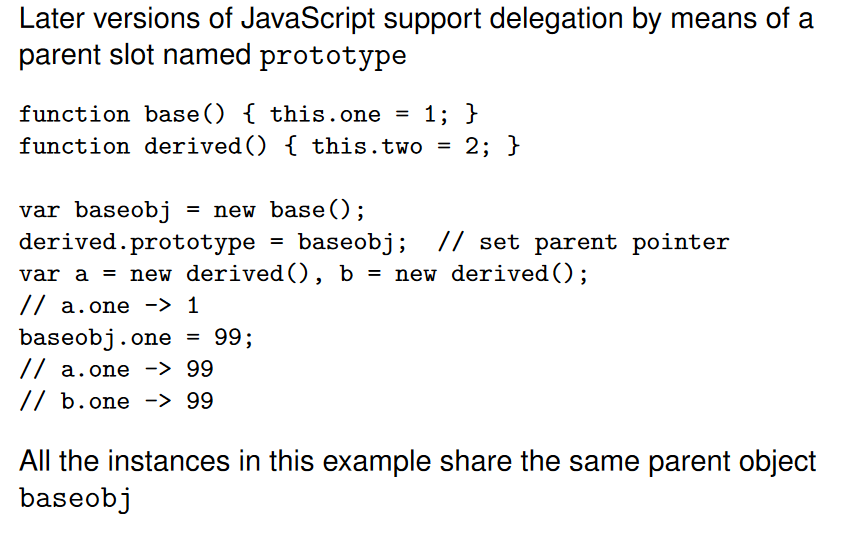 Later versions of JavaScript support delegation by means of a
parent slot named prototype
function base() { this.one = 1; }
function derived() { this.two = 2; }
var baseobj = new base();
derived.prototype = baseobj;  // set parent pointer
var a = new derived(), b = new derived();
// a.one -> 1
baseobj.one = 99;
// a.one -> 99
// b.one -> 99
All the instances in this example share the same parent object
baseobj